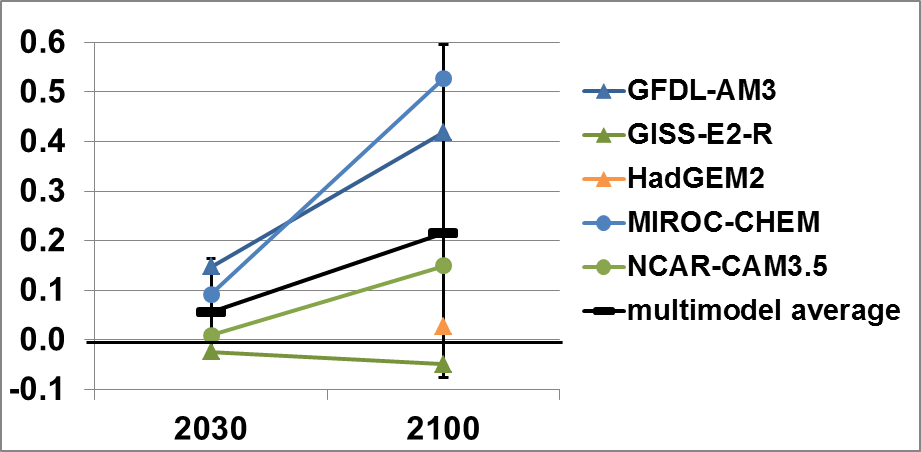 0.6
0.5
0.4
0.3
0.2
0.1
0.0
-0.1
2030 2100
GFDL-AM3
GISS-E2-R
HadGEM2
MIROC-CHEM
NCAR-CAM3.5
multimodel average